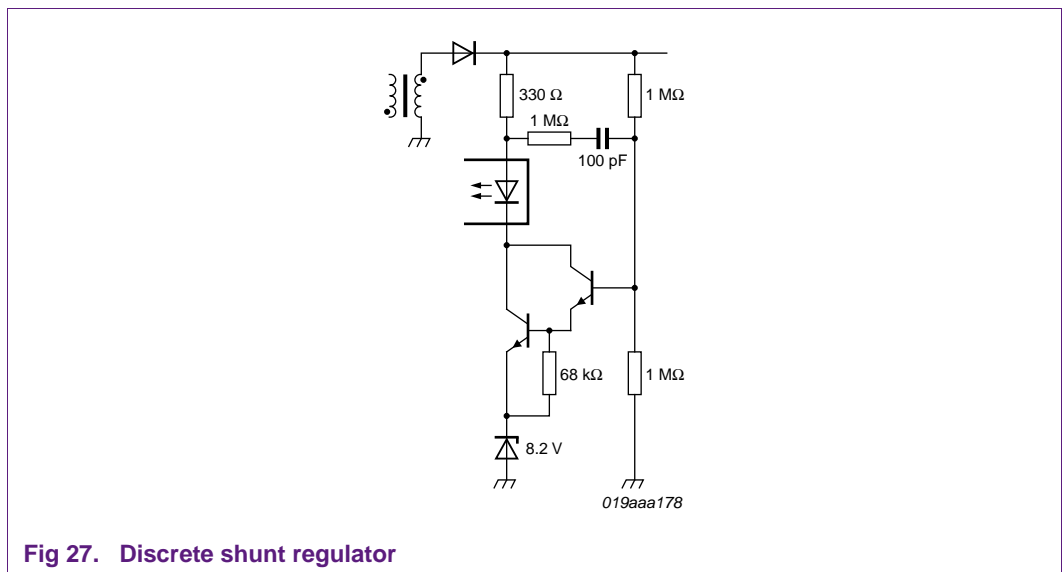 330 Ω
1 MΩ
1 MΩ
100 pF
68 kΩ
1 MΩ
8.2 V
019aaa178
Fig 27. Discrete shunt regulator